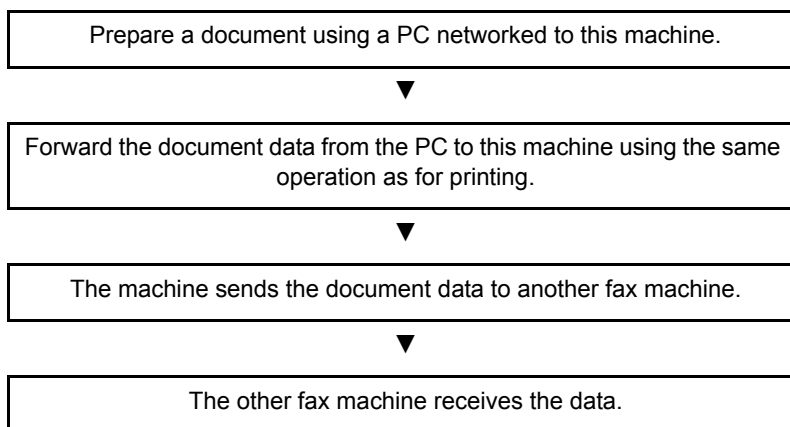 Prepare a document using a PC networked to this machine.
▼
Forward the document data from the PC to this machine using the same
operation as for printing.
▼
The machine sends the document data to another fax machine.
▼
The other fax machine receives the data.